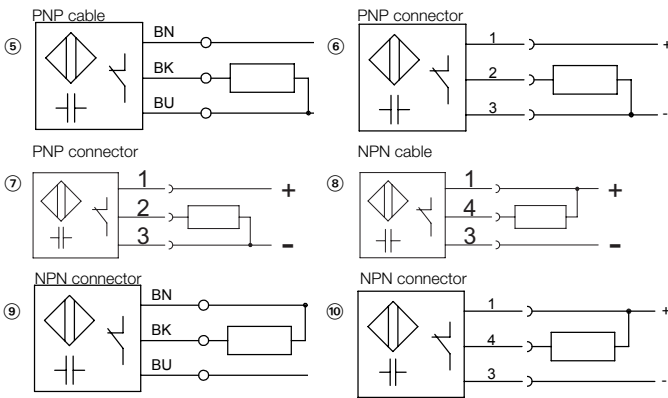 PNP cable
⑤
BN
BK
BU
PNP connector
⑥
1 +
2
3 -
PNP connector
⑦
1 +
2
3 -
NPN cable
⑧
1 +
4
3 -
NPN connector
⑨
BN
BK
BU
NPN connector
⑩
1 +
4
3 -